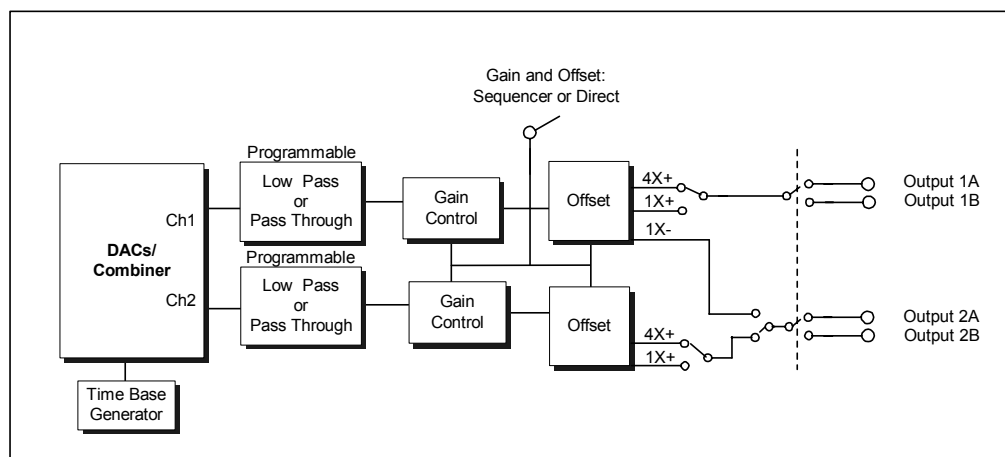 Gain and Offset:
Sequencer or Direct
Programmable
Low Pass
or
Pass Through
Gain
Control
Offset
4X+
1X+
1X-
Output 1A
Output 1B
Ch1
DACs/
Combiner
Ch2
Programmable
Low Pass
or
Pass Through
Gain
Control
Offset
4X+
1X+
Output 2A
Output 2B
Time Base
Generator